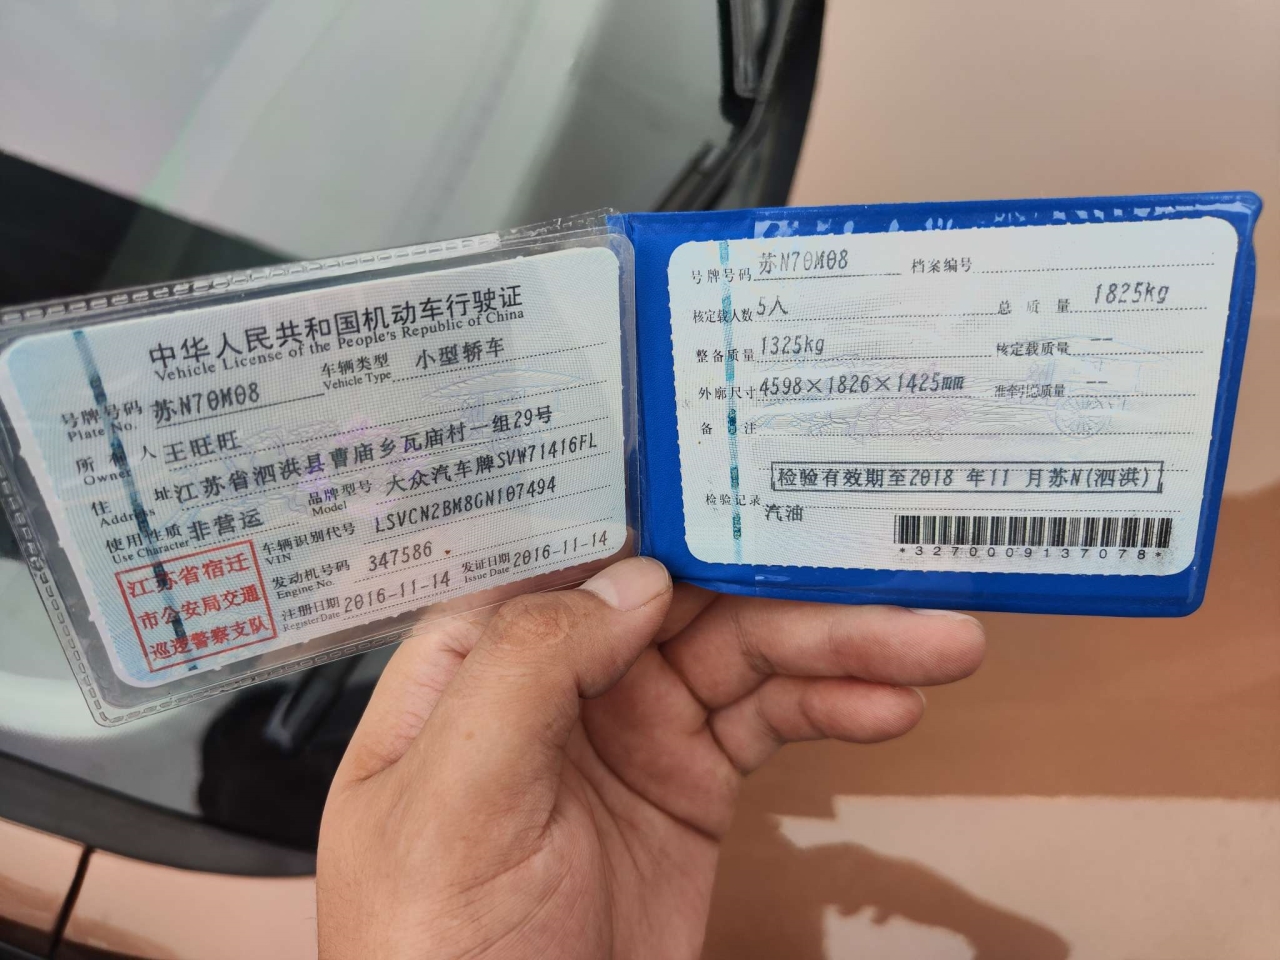 中华人民共和国机动车行驶证
Vehicle License of the People's Republic of China
号牌号码 苏N70M08 车辆类型 小型轿车
Plate No. Vehicle Type
所有人 王旺旺
Owner
住址 江苏省泗洪县曹庙乡瓦庙村一组29号
Address
使用性质 非营运 品牌型号 大众汽车牌SVW71416FL
Use Character Model
车辆识别代号 LSVCN2BM8GN107494
VIN
发动机号码 347586
Engine No.
注册日期 2016-11-14 发证日期 2016-11-14
Register Date Issue Date
江苏省宿迁
市公安局交通
巡逻警察支队
号牌号码 苏N70M08 档案编号
核定载人数 5人 总质量 1825kg
整备质量 1325kg 核定载质量 --
外廓尺寸 4598×1826×1425mm 准牵引总质量 --
备注
检验有效期至2018 年11 月苏N(泗洪)
检验记录
汽油
*3270009137078*